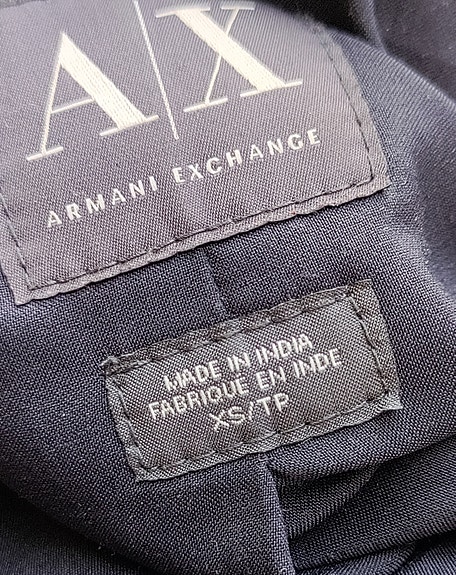 A|X
ARMANI EXCHANGE
MADE IN INDIA
FABRIQUE EN INDE
XS/TP